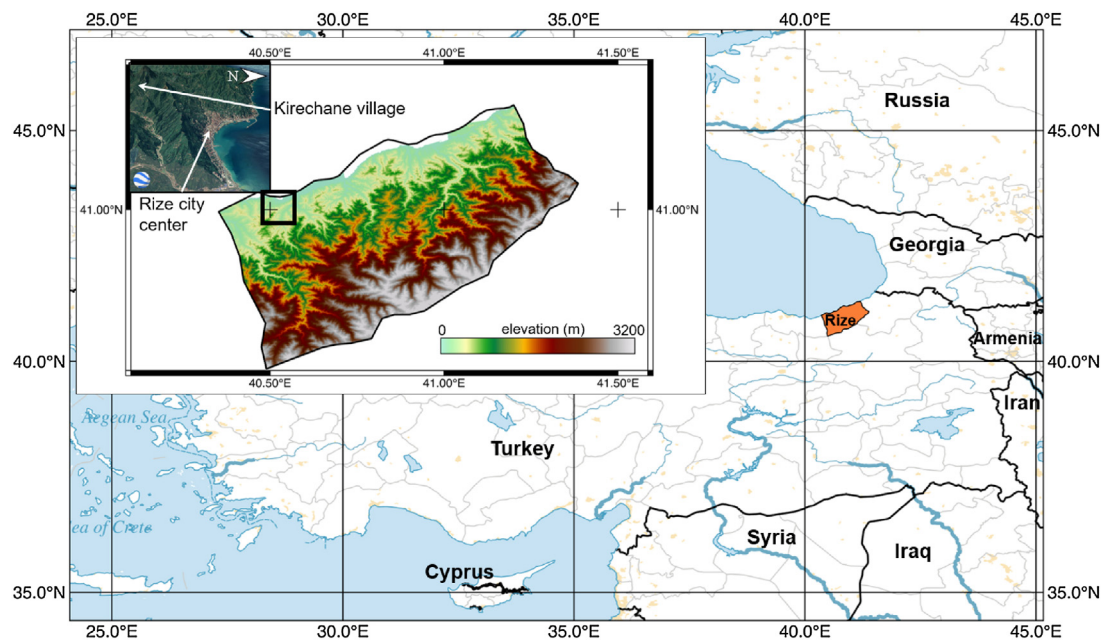 25.0°E
30.0°E
35.0°E
40.0°E
45.0°E
40.50°E
41.00°E
41.50°E
N
Kirechane village
Russia
45.0°N
45.0°N
Rize city
center
41.00°N
41.00°N
Georgia
Rize
0
elevation (m)
3200
Armenia
40.0°N
40.0°N
40.50°E
41.00°E
41.50°E
Iran
Aegean Sea
Turkey
ea of Crete
Syria
Iraq
Cyprus
35.0°N
35.0°N
25.0°E
30.0°E
35.0°E
40.0°E
45.0°E